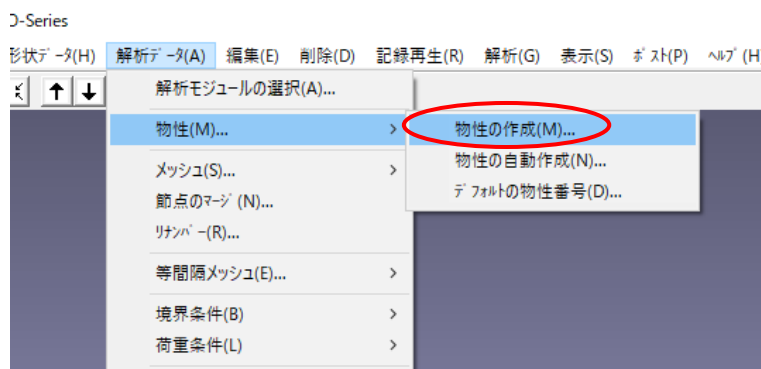 D-Series
形状ﾃﾞｰﾀ(H) 解析ﾃﾞｰﾀ(A) 編集(E) 削除(D) 記録再生(R) 解析(G) 表示(S) ﾎﾟｽﾄ(P) ﾍﾙﾌﾟ(H
解析モジュールの選択(A)...
物性(M)... >
物性の作成(M)...
メッシュ(S)... >
物性の自動作成(N)...
節点のﾏｰｼﾞ(N)...
ﾃﾞﾌｫﾙﾄの物性番号(D)...
ﾘﾅﾝﾊﾞｰ(R)...
等間隔メッシュ(E)... >
境界条件(B) >
荷重条件(L) >